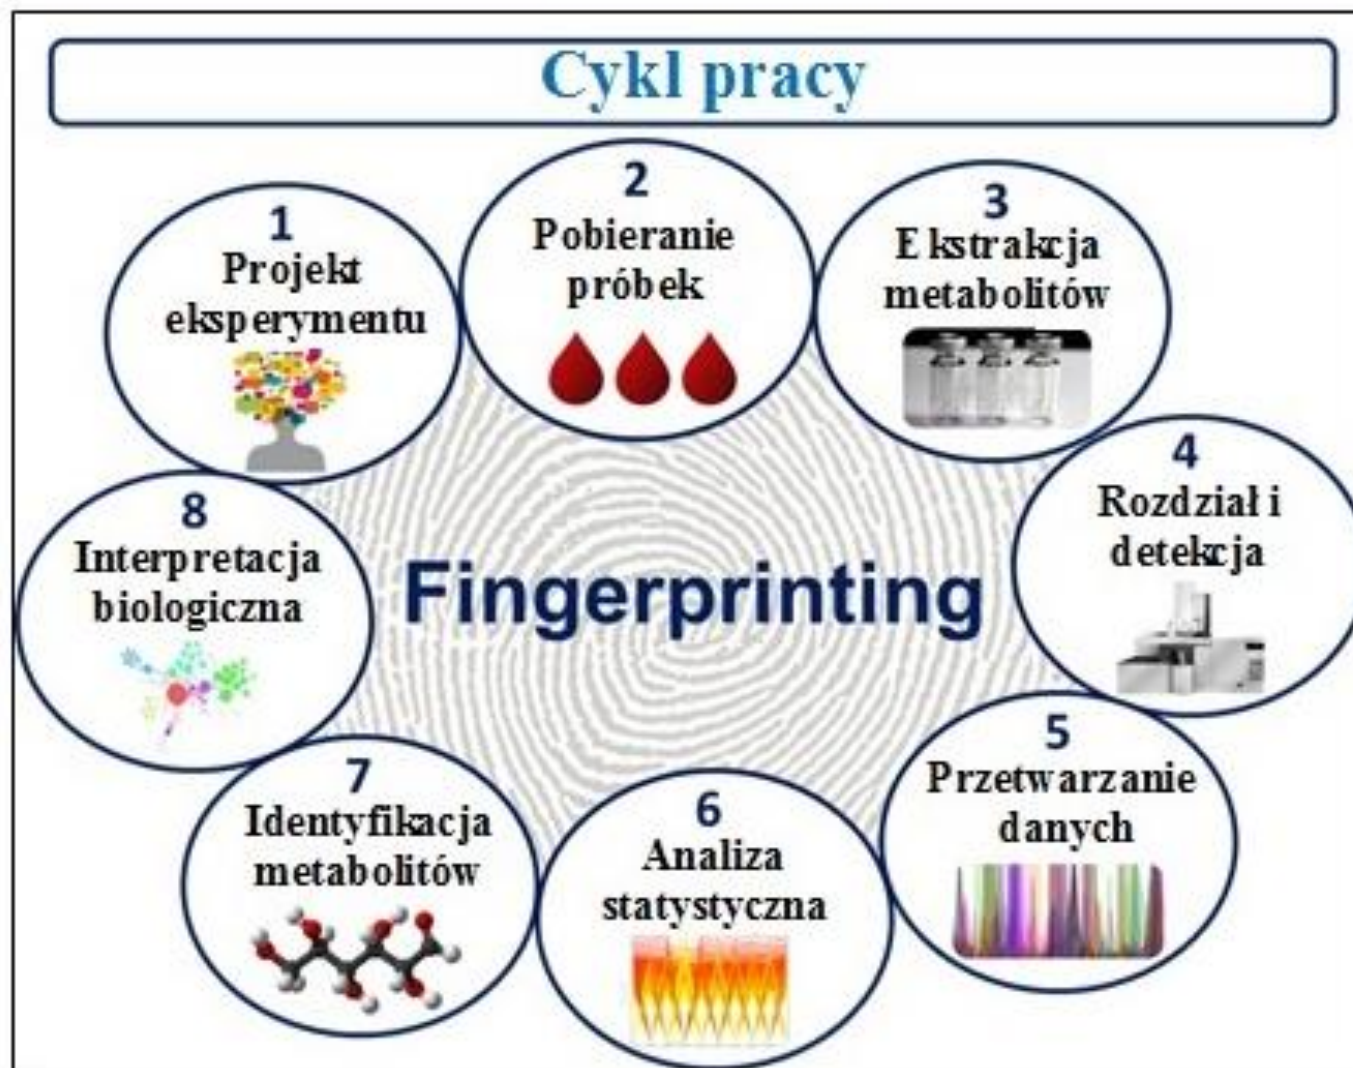 Cykl pracy
1
Projekt
eksperymentu
2
Pobieranie
próbek
3
Ekstrakcja
metabolitów
4
Rozdział i
detekcja
5
Przetwarzanie
danych
6
Analiza
statystyczna
7
Identyfikacja
metabolitów
8
Interpretacja
biologiczna
Fingerprinting